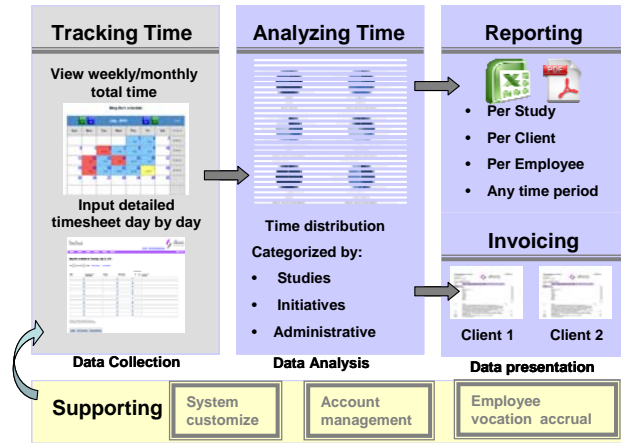 Tracking Time
View weekly/monthly
total time
Input detailed
timesheet day by day
Data Collection
Analyzing Time
Time distribution
Categorized by:
• Studies
• Initiatives
• Administrative
Data Analysis
Reporting
PDF
• Per Study
• Per Client
• Per Employee
• Any time period
Invoicing
Client 1
Client 2
Data presentation
Supporting
System
customize
Account
management
Employee
vocation accrual